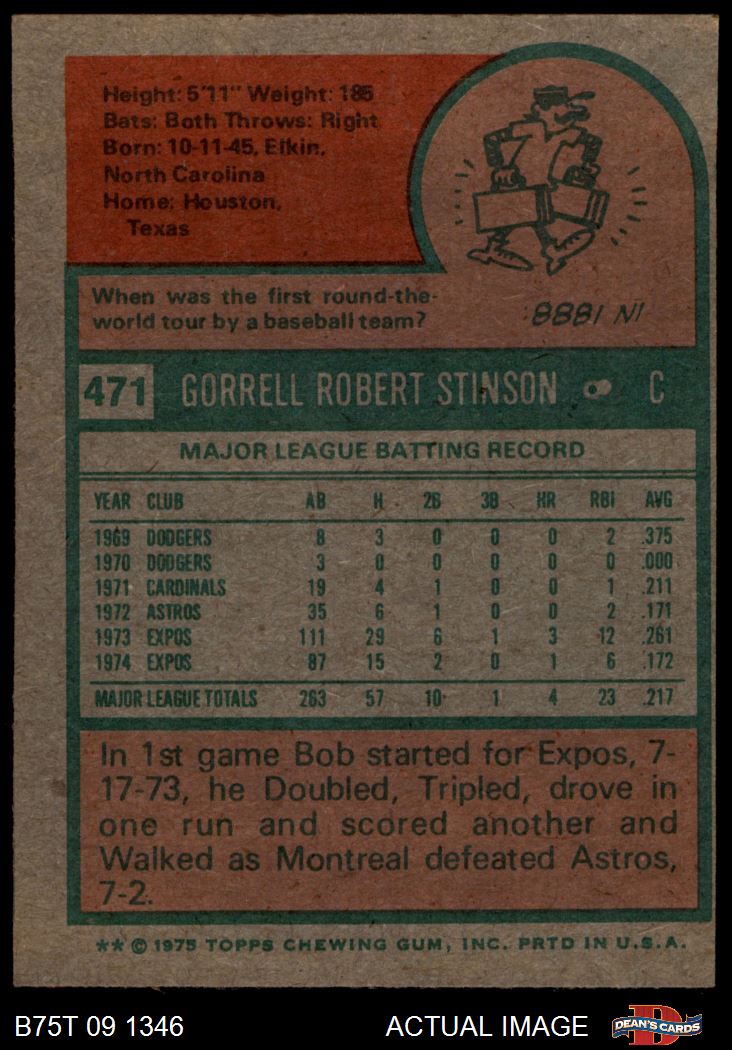 Height: 5'11" Weight: 185
Bats: Both Throws: Right
Born: 10-11-45, Elkin,
North Carolina
Home: Houston,
Texas
When was the first round-the-
world tour by a baseball team?
IN 1888.
471 GORRELL ROBERT STINSON C
MAJOR LEAGUE BATTING RECORD
YEAR CLUB AB H 2B 3B HR RBI AVG
1969 DODGERS 8 3 0 0 0 2 .375
1970 DODGERS 3 0 0 0 0 0 .000
1971 CARDINALS 19 4 1 0 0 1 .211
1972 ASTROS 35 6 1 0 0 2 .171
1973 EXPOS 111 29 6 1 3 12 .261
1974 EXPOS 87 15 2 0 1 6 .172
MAJOR LEAGUE TOTALS 263 57 10 1 4 23 .217
In 1st game Bob started for Expos, 7-
17-73, he Doubled, Tripled, drove in
one run and scored another and
Walked as Montreal defeated Astros,
7-2.
** © 1975 TOPPS CHEWING GUM, INC. PRTD IN U.S.A.
B75T 09 1346 ACTUAL IMAGE D DEAN'S CARDS